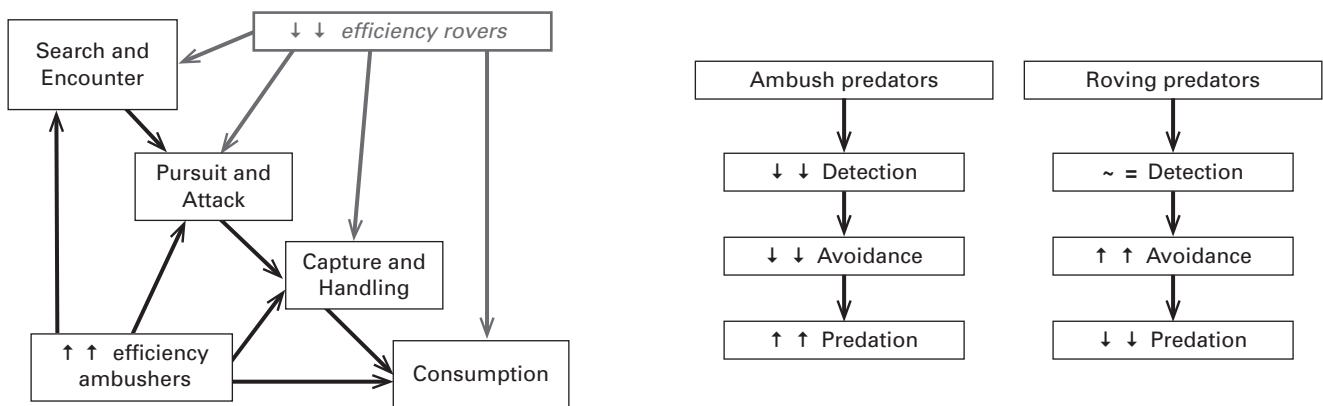 ↓ ↓ efficiency rovers
Search and
Encounter
Pursuit and
Attack
Capture and
Handling
↑ ↑ efficiency
ambushers
Consumption
Ambush predators
↓ ↓ Detection
↓ ↓ Avoidance
↑ ↑ Predation
Roving predators
~ = Detection
↑ ↑ Avoidance
↓ ↓ Predation